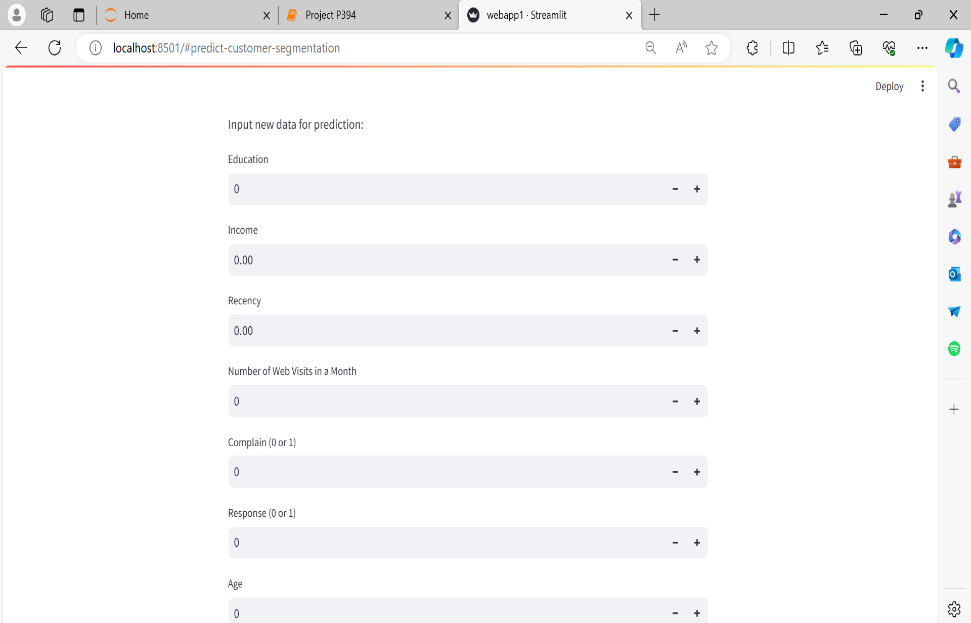 Home
Project P394
webapp1 · Streamlit
localhost:8501/#predict-customer-segmentation
Deploy
Input new data for prediction:
Education
0
Income
0.00
Recency
0.00
Number of Web Visits in a Month
0
Complain (0 or 1)
0
Response (0 or 1)
0
Age
0